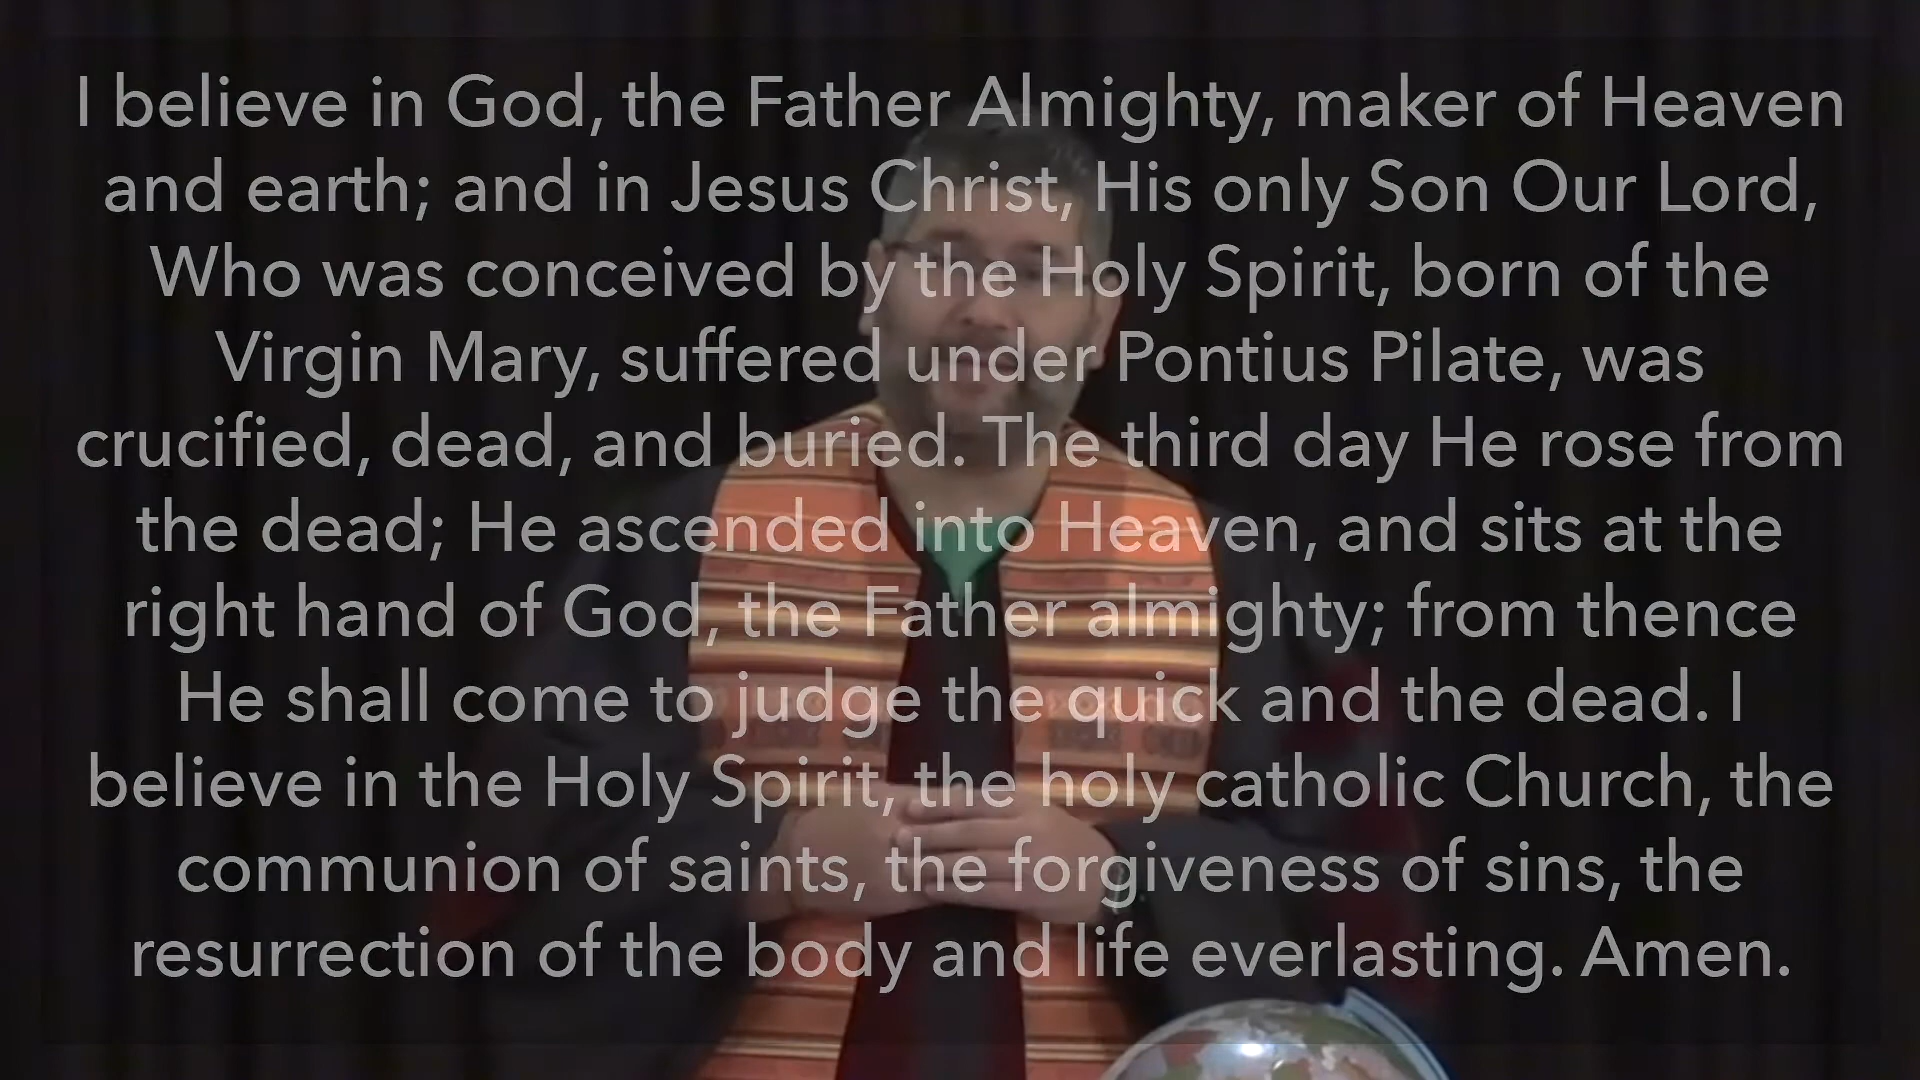 I believe in God, the Father Almighty, maker of Heaven
and earth; and in Jesus Christ, His only Son Our Lord,
Who was conceived by the Holy Spirit, born of the
Virgin Mary, suffered under Pontius Pilate, was
crucified, dead, and buried. The third day He rose from
the dead; He ascended into Heaven, and sits at the
right hand of God, the Father almighty; from thence
He shall come to judge the quick and the dead. I
believe in the Holy Spirit, the holy catholic Church, the
communion of saints, the forgiveness of sins, the
resurrection of the body and life everlasting. Amen.